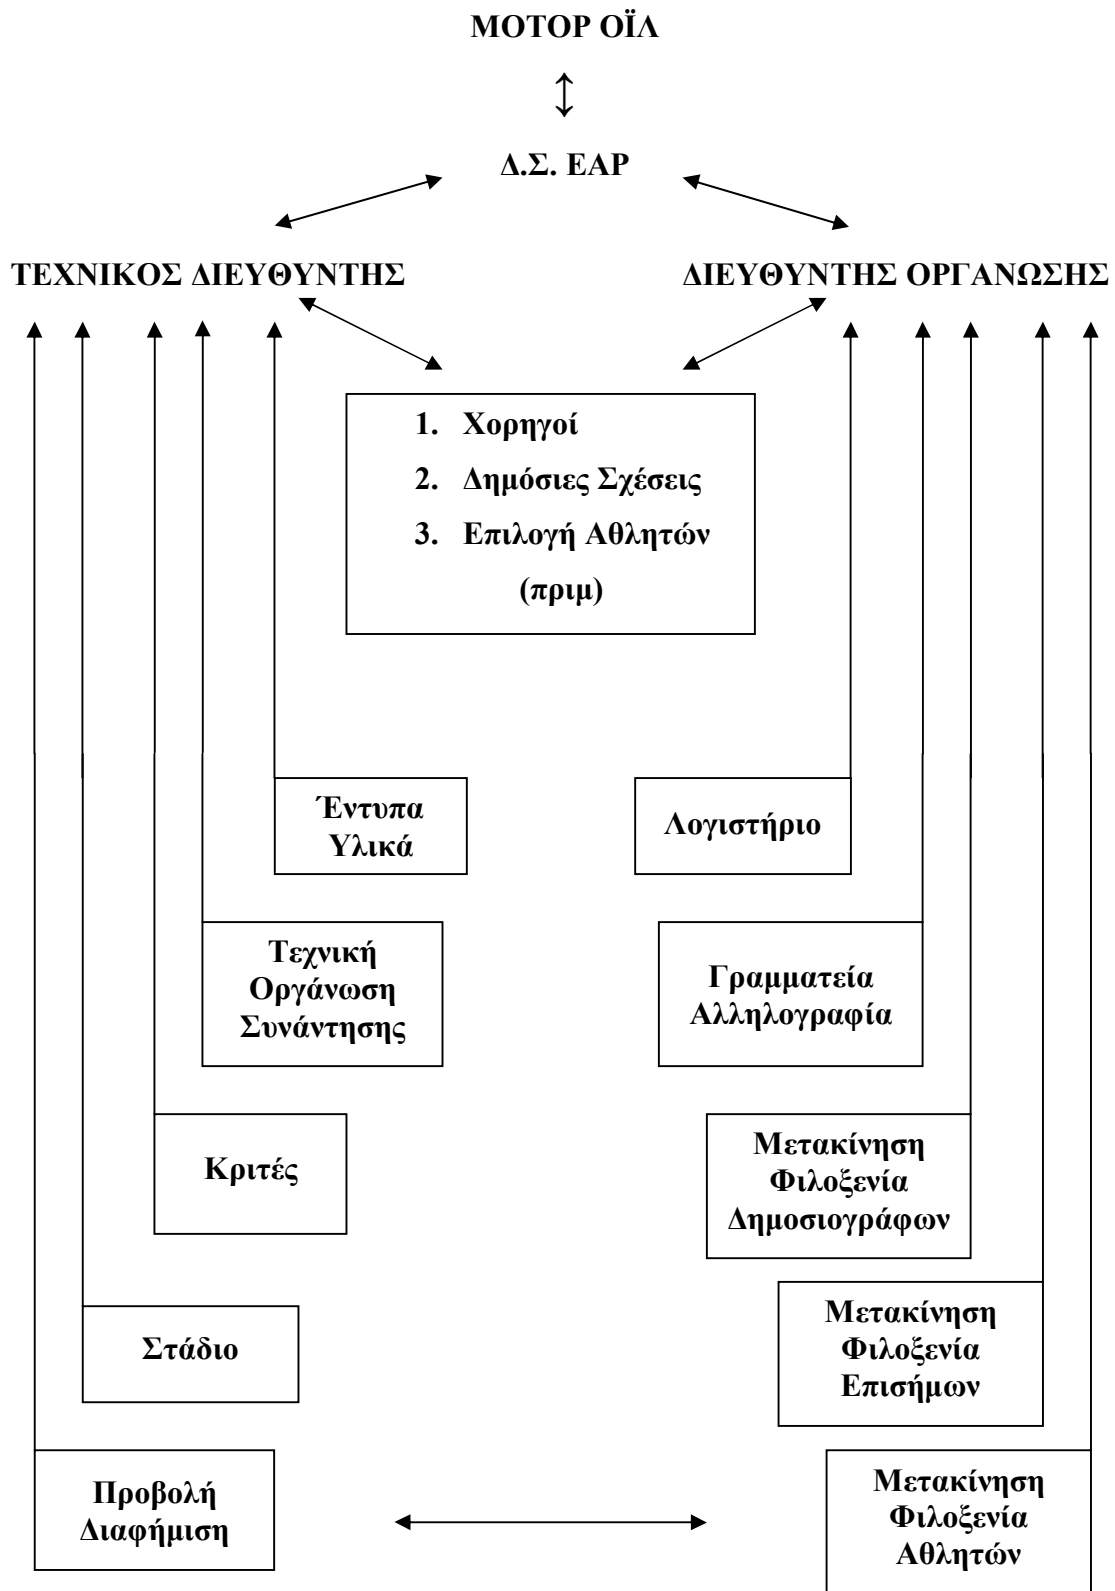 ΜΟΤΟΡ ΟΪΛ
Δ.Σ. ΕΑΡ
ΤΕΧΝΙΚΟΣ ΔΙΕΥΘΥΝΤΗΣ
ΔΙΕΥΘΥΝΤΗΣ ΟΡΓΑΝΩΣΗΣ
1. Χορηγοί
2. Δημόσιες Σχέσεις
3. Επιλογή Αθλητών
(πριμ)
Έντυπα
Υλικά
Λογιστήριο
Τεχνική
Οργάνωση
Συνάντησης
Γραμματεία
Αλληλογραφία
Κριτές
Μετακίνηση
Φιλοξενία
Δημοσιογράφων
Στάδιο
Μετακίνηση
Φιλοξενία
Επισήμων
Προβολή
Διαφήμιση
Μετακίνηση
Φιλοξενία
Αθλητών